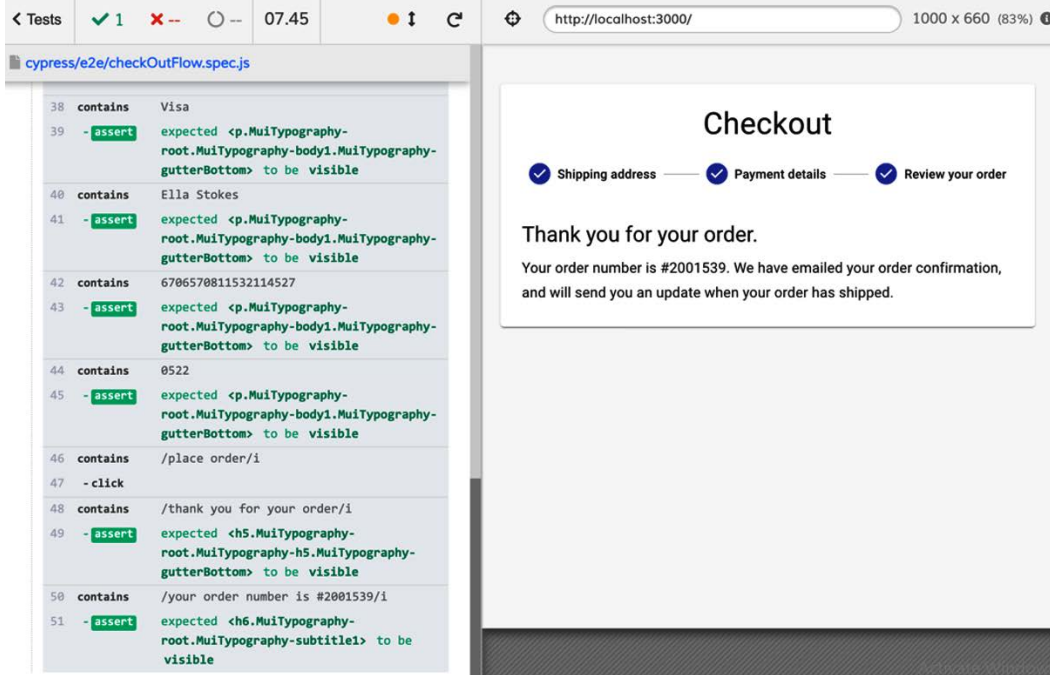 < Tests 1 -- -- 07.45 http://localhost:3000/ 1000 x 660 (83%)
cypress/e2e/checkOutFlow.spec.js
38 contains Visa
39 -assert expected <p.MuiTypography-
root.MuiTypography-body1.MuiTypography-
gutterBottom> to be visible
40 contains Ella Stokes
41 -assert expected <p.MuiTypography-
root.MuiTypography-body1.MuiTypography-
gutterBottom> to be visible
42 contains 6706570811532114527
43 -assert expected <p.MuiTypography-
root.MuiTypography-body1.MuiTypography-
gutterBottom> to be visible
44 contains 0522
45 -assert expected <p.MuiTypography-
root.MuiTypography-body1.MuiTypography-
gutterBottom> to be visible
46 contains /place order/i
47 -click
48 contains /thank you for your order/i
49 -assert expected <h5.MuiTypography-
root.MuiTypography-h5.MuiTypography-
gutterBottom> to be visible
50 contains /your order number is #2001539/i
51 -assert expected <h6.MuiTypography-
root.MuiTypography-subtitle1> to be
visible
Checkout
Shipping address Payment details Review your order
Thank you for your order.
Your order number is #2001539. We have emailed your order confirmation,
and will send you an update when your order has shipped.
Activate Window